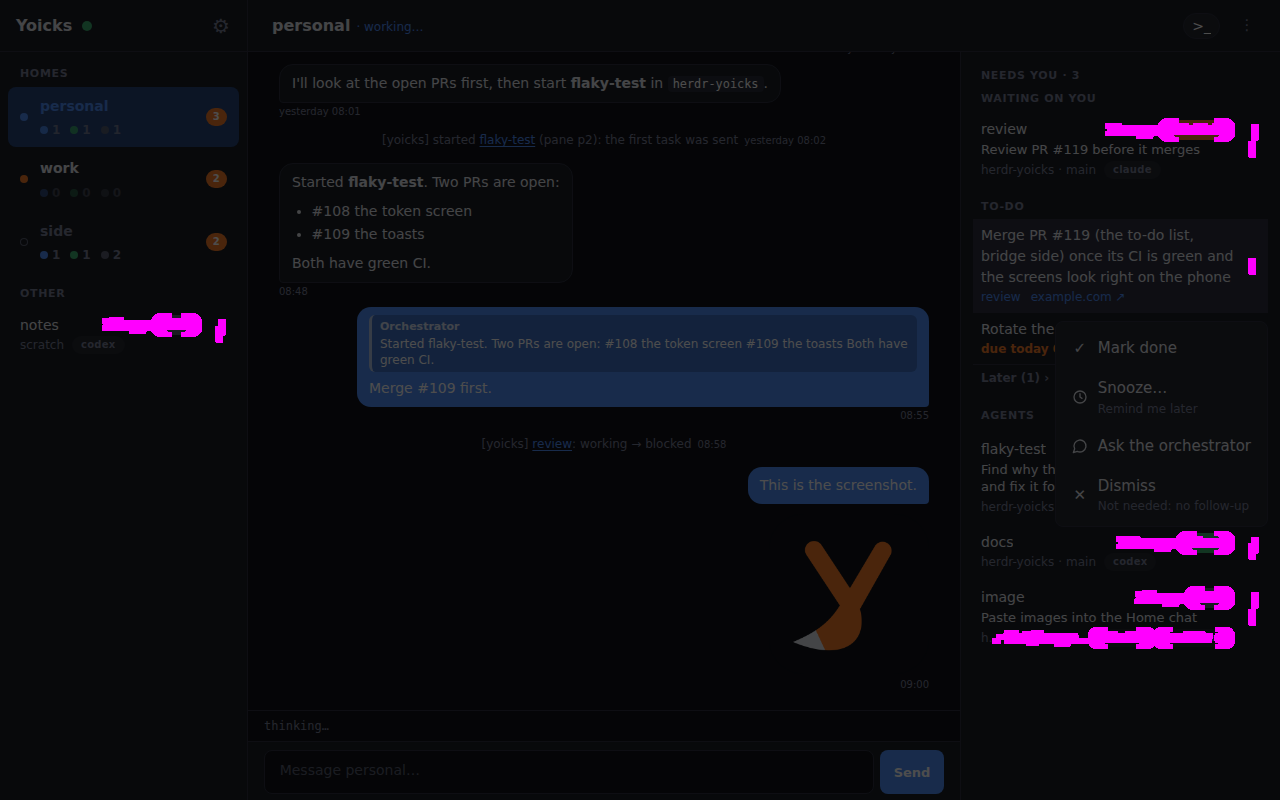 Yoicks
HOMES
personal
3
1 1 1
work
2
0 0 0
side
2
1 1 2
OTHER
notes
scratch codex
personal · working…
>_
I'll look at the open PRs first, then start flaky-test in herdr-yoicks.
yesterday 08:01
[yoicks] started flaky-test (pane p2); the first task was sent yesterday 08:02
Started flaky-test. Two PRs are open:
• #108 the token screen
• #109 the toasts
Both have green CI.
08:48
Orchestrator
Started flaky-test. Two PRs are open: #108 the token screen #109 the toasts Both have
green CI.
Merge #109 first.
08:55
[yoicks] review: working → blocked 08:58
This is the screenshot.
09:00
thinking…
Message personal…
Send
NEEDS YOU · 3
WAITING ON YOU
review
Review PR #119 before it merges
herdr-yoicks · main claude
TO-DO
Merge PR #119 (the to-do list,
bridge side) once its CI is green and
the screens look right on the phone
review example.com ↗
Rotate the
due today
Later (1) ›
✓ Mark done
Snooze…
Remind me later
Ask the orchestrator
✕ Dismiss
Not needed: no follow-up
AGENTS
flaky-test
Find why th
and fix it fo
herdr-yoicks
docs
herdr-yoicks · main codex
image
Paste images into the Home chat